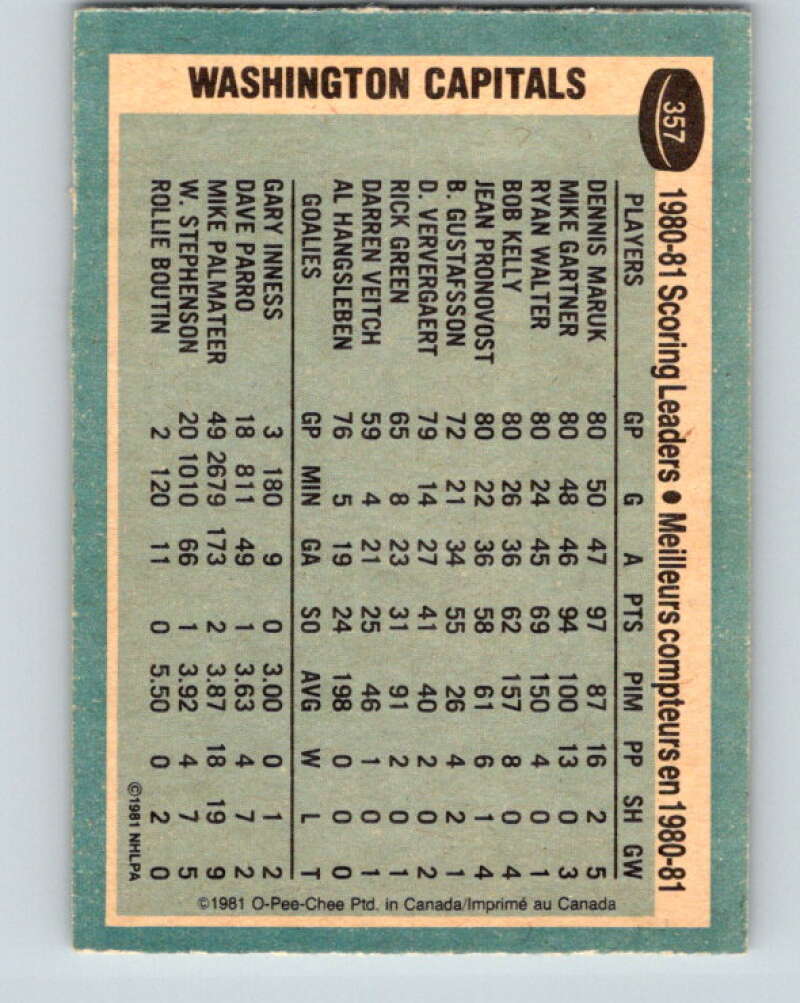 WASHINGTON CAPITALS
357
1980-81 Scoring Leaders • Meilleurs compteurs en 1980-81
PLAYERS GP G A PTS PIM PP SH GW
DENNIS MARUK 80 50 47 97 87 16 2 5
MIKE GARTNER 80 48 46 94 100 13 0 3
RYAN WALTER 80 24 45 69 150 4 0 1
BOB KELLY 80 26 36 62 157 8 0 4
JEAN PRONOVOST 80 22 36 58 61 6 1 4
B. GUSTAFSSON 72 21 34 55 26 4 2 1
D. VERVERGAERT 79 14 27 41 40 2 0 2
RICK GREEN 65 8 23 31 91 2 0 1
DARREN VEITCH 59 4 21 25 46 1 0 1
AL HANGSLEBEN 76 5 19 24 198 0 0 0
GOALIES GP MIN GA SO AVG W L T
GARY INNESS 3 180 9 0 3.00 0 1 2
DAVE PARRO 18 811 49 1 3.63 4 7 2
MIKE PALMATEER 49 2679 173 2 3.87 18 19 9
W. STEPHENSON 20 1010 66 1 3.92 4 7 5
ROLLIE BOUTIN 2 120 11 0 5.50 0 2 0
©1981 NHLPA
©1981 O-Pee-Chee Ptd. in Canada/Imprimé au Canada